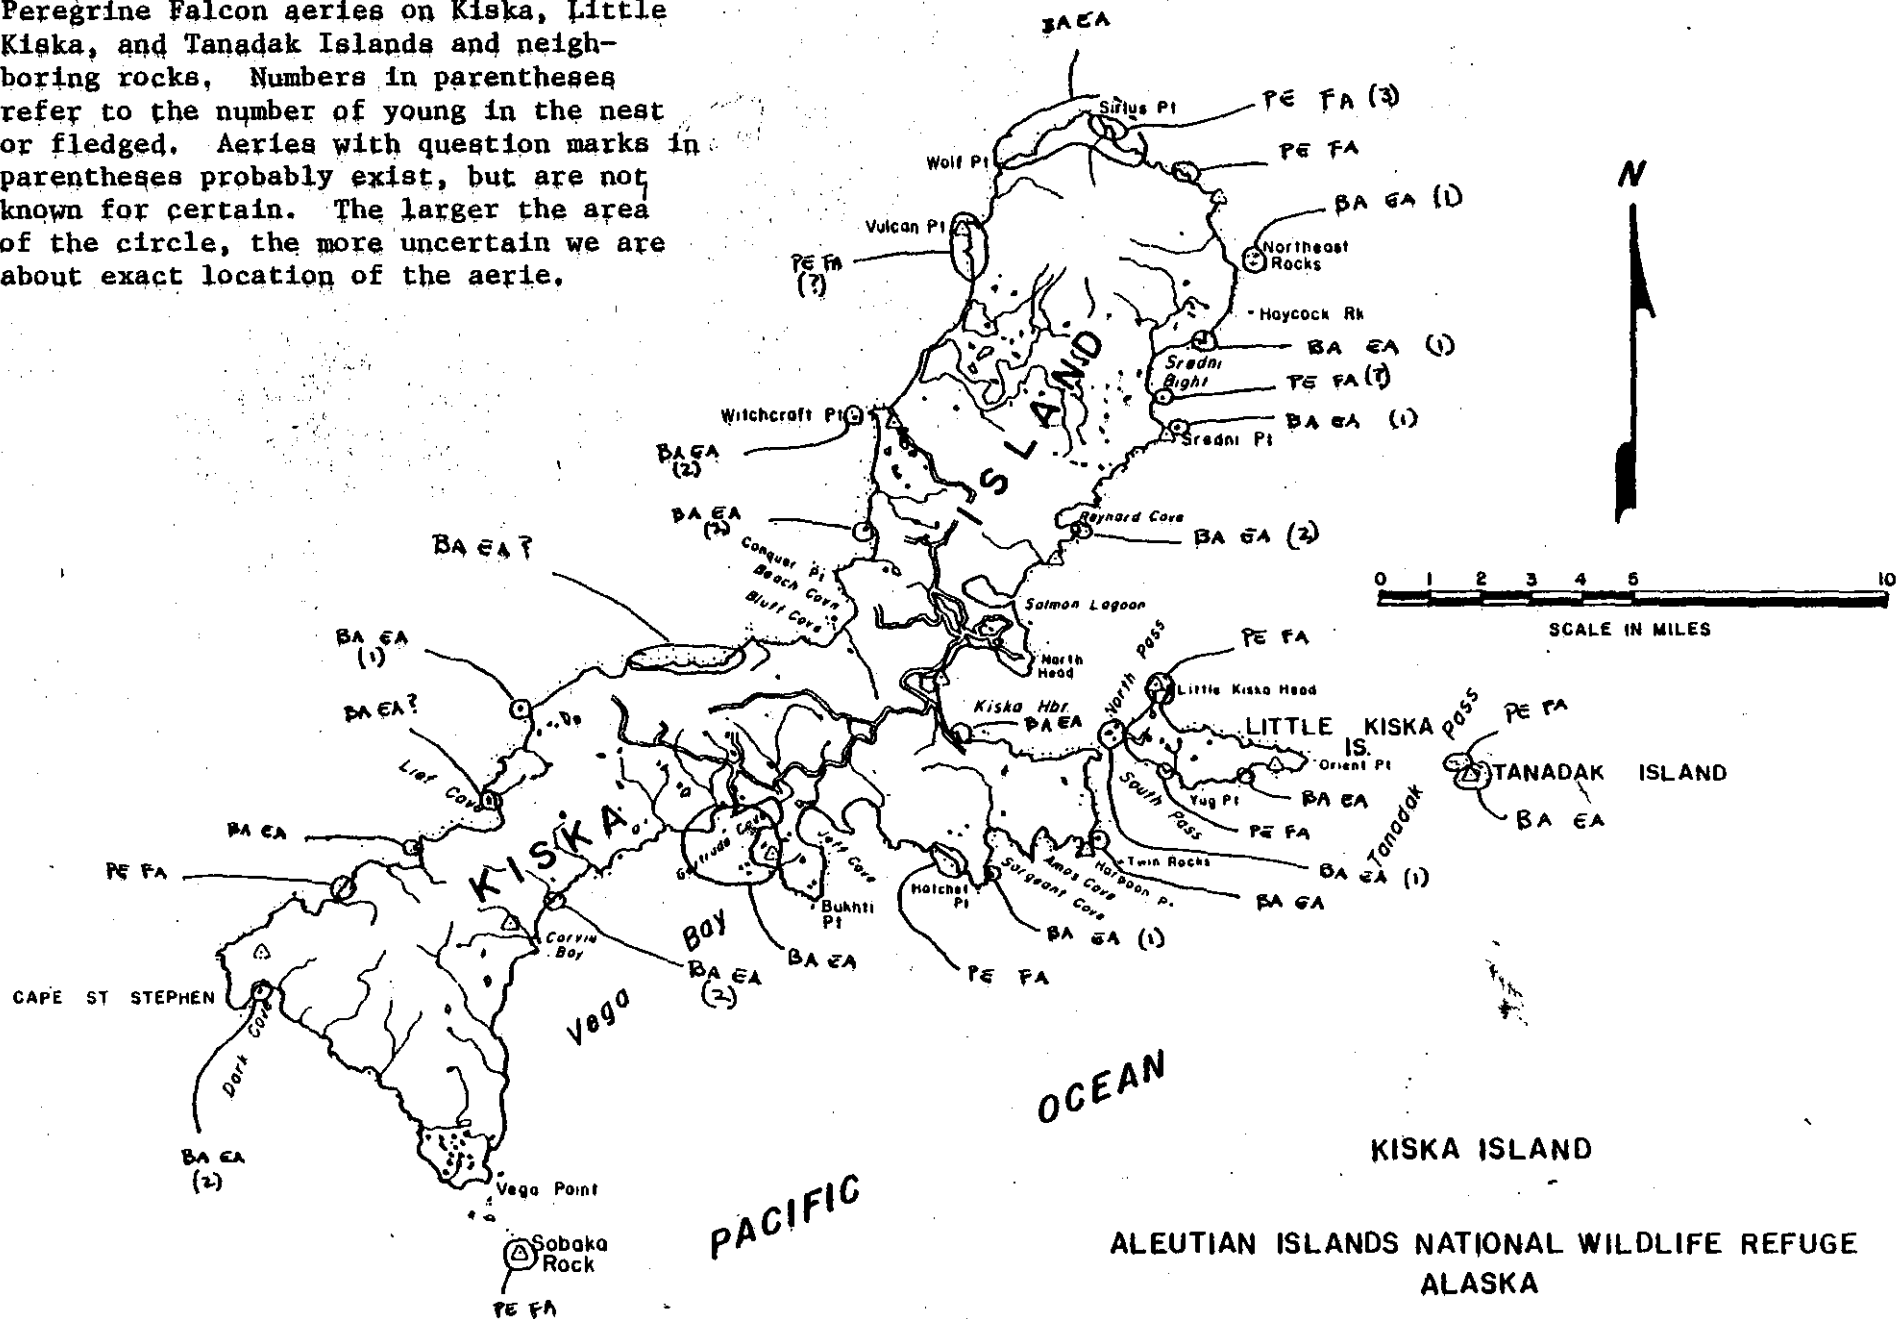 Peregrine Falcon aeries on Kiska, Little
Kiska, and Tanadak Islands and neigh-
boring rocks. Numbers in parentheses
refer to the number of young in the nest
or fledged. Aeries with question marks in
parentheses probably exist, but are not
known for certain. The larger the area
of the circle, the more uncertain we are
about exact location of the aerie.
BA EA
Sirius Pt
PE FA (3)
Wolf Pt
PE FA
BA EA (1)
Vulcan Pt
Northeast
Rocks
PE FA
(?)
Haycock Rk
BA EA (1)
Sredni
Bight
PE FA (?)
Witchcraft Pt
BA EA (1)
Sredni Pt
BA EA
(2)
BA EA
(2)
Reynard Cove
BA EA (2)
BA EA ?
Conquer Pt
Beach Cove
Bluff Cove
Salmon Lagoon
N
0 1 2 3 4 5 10
SCALE IN MILES
BA EA
(1)
North
Head
North Pass
PE FA
Little Kiska Head
BA EA ?
Kiska Hbr.
BA EA
LITTLE KISKA
IS.
Orient Pt
Tanadak Pass
PE FA
TANADAK ISLAND
BA EA
Lief Cove
South Pass
Yug Pt
BA EA
PE FA
BA EA
PE FA
KISKA ISLAND
Gertrude Cove
Jeff Cove
Bukhti
Pt
Hatchet
Pt
Sargeant Cove
Amos Cove
Harpoon P.
Twin Rocks
BA EA (1)
BA EA
BA EA (1)
PE FA
Corvie
Bay
BA EA
(2)
BA EA
Vega Bay
CAPE ST STEPHEN
Dark Cove
BA EA
(2)
Vega Point
Sobaka
Rock
PE FA
PACIFIC OCEAN
KISKA ISLAND
ALEUTIAN ISLANDS NATIONAL WILDLIFE REFUGE
ALASKA